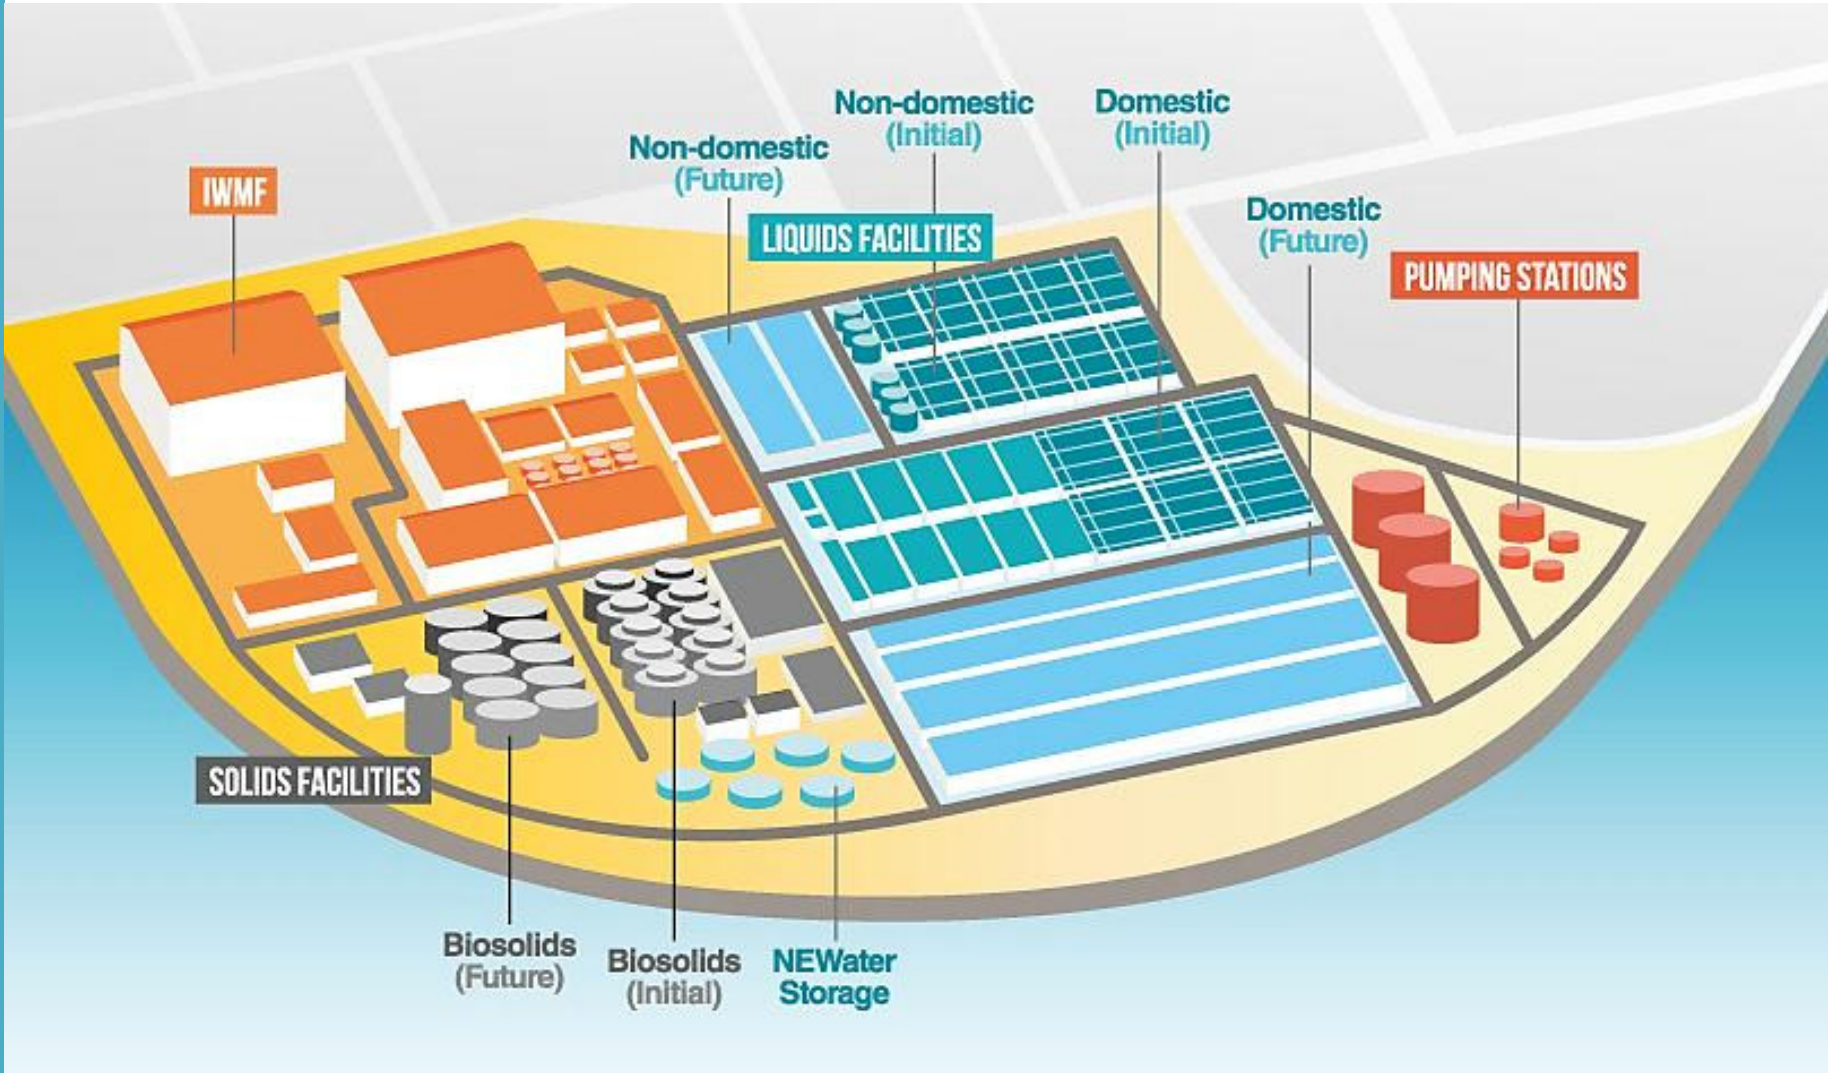 Non-domestic
(Initial)
Domestic
(Initial)
Non-domestic
(Future)
IWMF
Domestic
(Future)
LIQUIDS FACILITIES
PUMPING STATIONS
SOLIDS FACILITIES
Biosolids
(Future)
Biosolids
(Initial)
NEWater
Storage